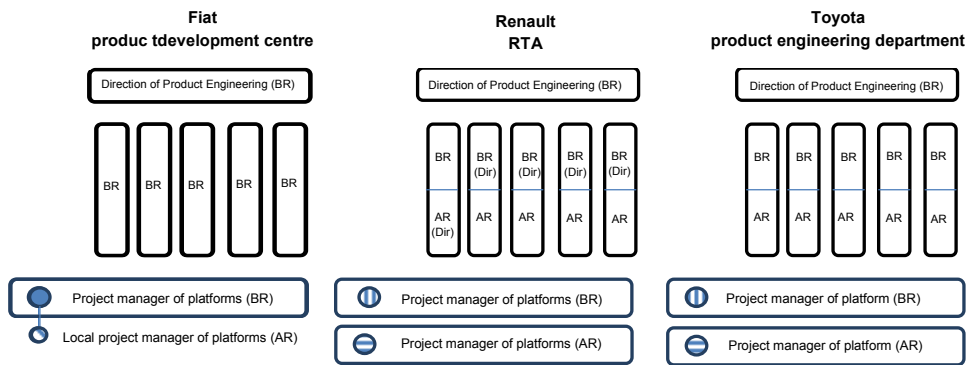 Fiat
produc tdevelopment centre
Direction of Product Engineering (BR)
BR BR BR BR BR
Project manager of platforms (BR)
Local project manager of platforms (AR)
Renault
RTA
Direction of Product Engineering (BR)
BR BR BR BR BR
(Dir) (Dir) (Dir) (Dir)
AR AR AR AR AR
(Dir)
Project manager of platforms (BR)
Project manager of platforms (AR)
Toyota
product engineering department
Direction of Product Engineering (BR)
BR BR BR BR BR
AR AR AR AR AR
Project manager of platform (BR)
Project manager of platform (AR)